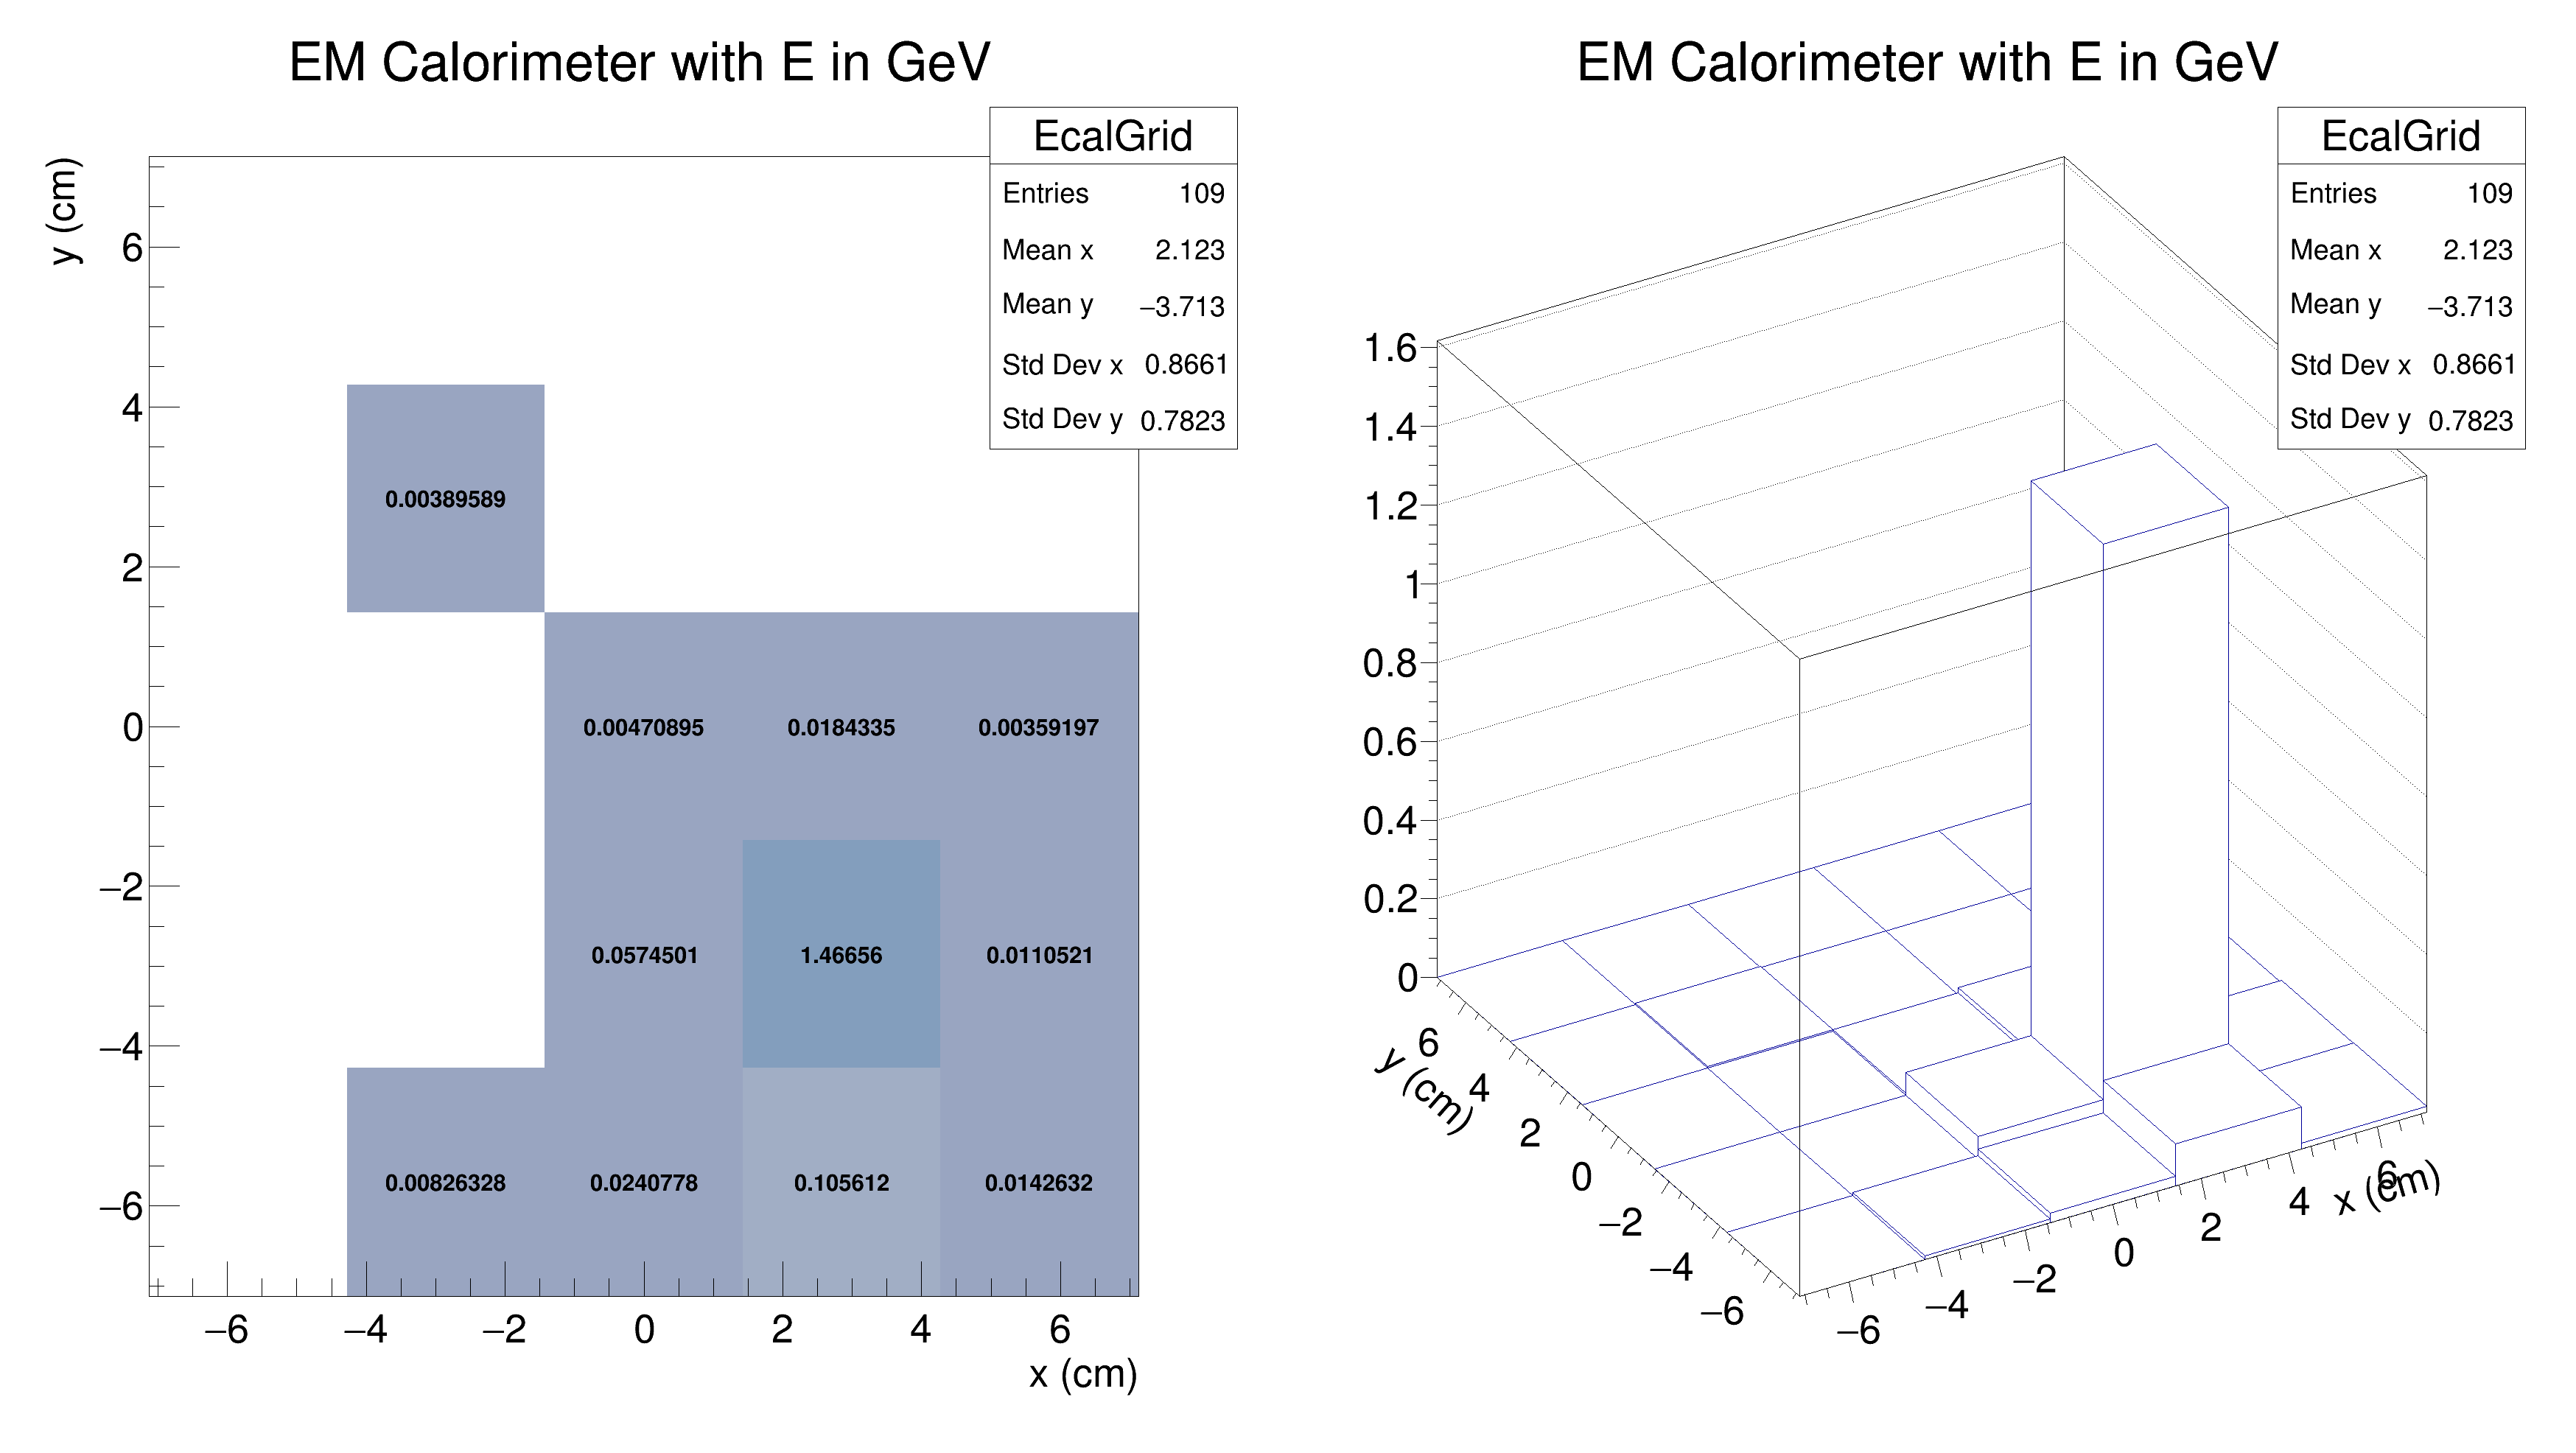 EM Calorimeter with E in GeV
EcalGrid
Entries 109
Mean x 2.123
Mean y −3.713
Std Dev x 0.8661
Std Dev y 0.7823
y (cm)
6
4
2
0
−2
−4
−6
0.00389589
0.00470895 0.0184335 0.00359197
0.0574501 1.46656 0.0110521
0.00826328 0.0240778 0.105612 0.0142632
−6 −4 −2 0 2 4 6
x (cm)
EM Calorimeter with E in GeV
EcalGrid
Entries 109
Mean x 2.123
Mean y −3.713
Std Dev x 0.8661
Std Dev y 0.7823
1.6
1.4
1.2
1
0.8
0.6
0.4
0.2
0
y (cm)
6
4
2
0
−2
−4
−6
−6
−4
−2
0
2
4
6
x (cm)